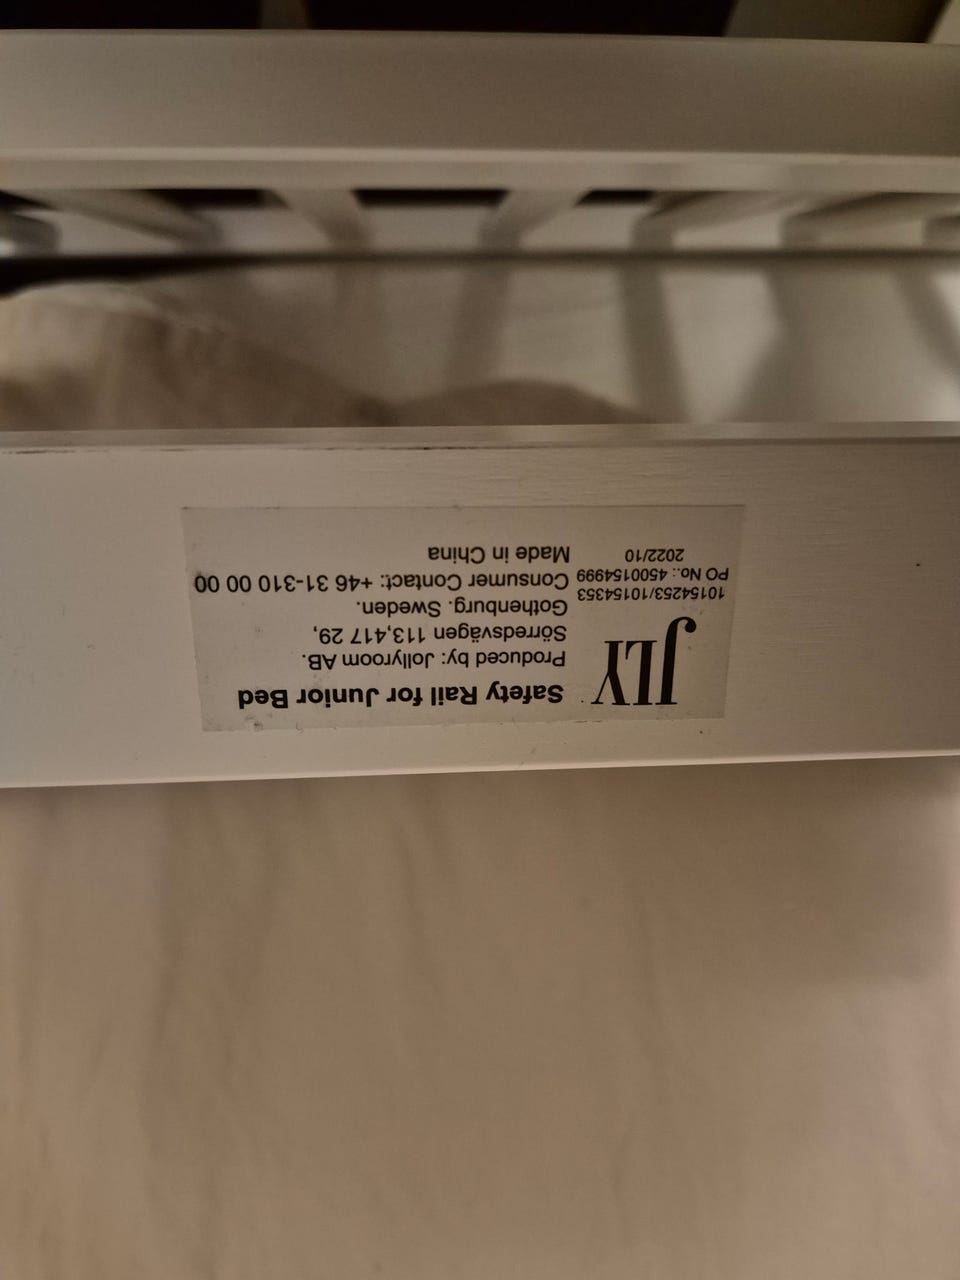 JLY
10154253/10154353
PO No.: 4500154999
2022/10
Safety Rail for Junior Bed
Produced by: Jollyroom AB.
Sörredsvägen 113,417 29,
Gothenburg. Sweden.
Consumer Contact: +46 31-310 00 00
Made in China